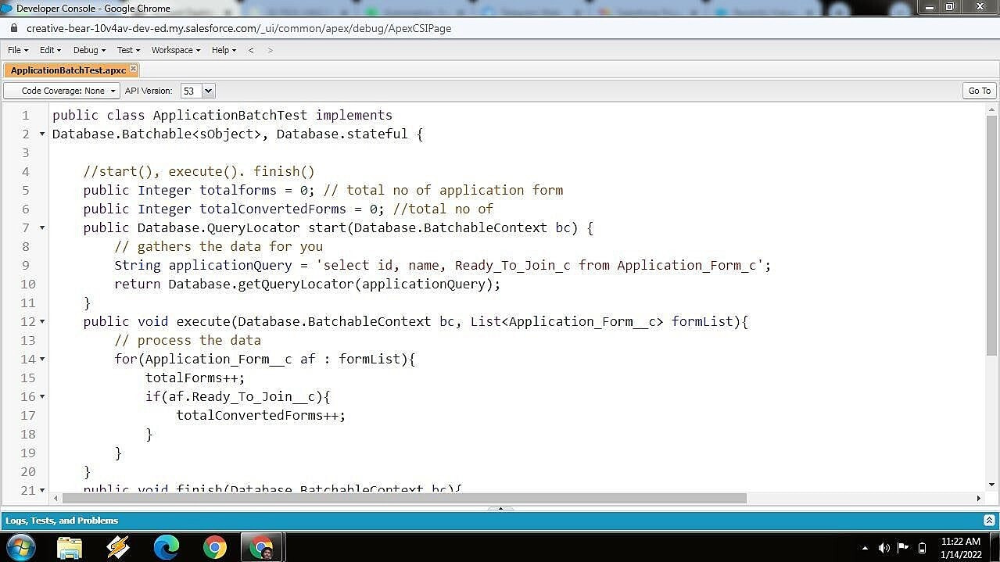 Developer Console - Google Chrome
creative-bear-10v4av-dev-ed.my.salesforce.com/_ui/common/apex/debug/ApexCSIPage
File Edit Debug Test Workspace Help < >
ApplicationBatchTest.apxc
Code Coverage: None API Version: 53 Go To
1 public class ApplicationBatchTest implements
2 Database.Batchable<sObject>, Database.stateful {
3
4 //start(), execute(). finish()
5 public Integer totalforms = 0; // total no of application form
6 public Integer totalConvertedForms = 0; //total no of
7 public Database.QueryLocator start(Database.BatchableContext bc) {
8 // gathers the data for you
9 String applicationQuery = 'select id, name, Ready_To_Join_c from Application_Form_c';
10 return Database.getQueryLocator(applicationQuery);
11 }
12 public void execute(Database.BatchableContext bc, List<Application_Form__c> formList){
13 // process the data
14 for(Application_Form__c af : formList){
15 totalForms++;
16 if(af.Ready_To_Join__c){
17 totalConvertedForms++;
18 }
19 }
20 }
21 public void finish(Database.BatchableContext bc){
Logs, Tests, and Problems
11:22 AM
1/14/2022